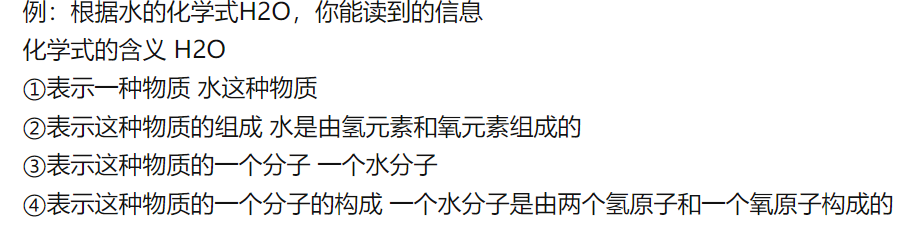 例：根据水的化学式H2O，你能读到的信息
化学式的含义 H2O
①表示一种物质 水这种物质
②表示这种物质的组成 水是由氢元素和氧元素组成的
③表示这种物质的一个分子 一个水分子
④表示这种物质的一个分子的构成 一个水分子是由两个氢原子和一个氧原子构成的